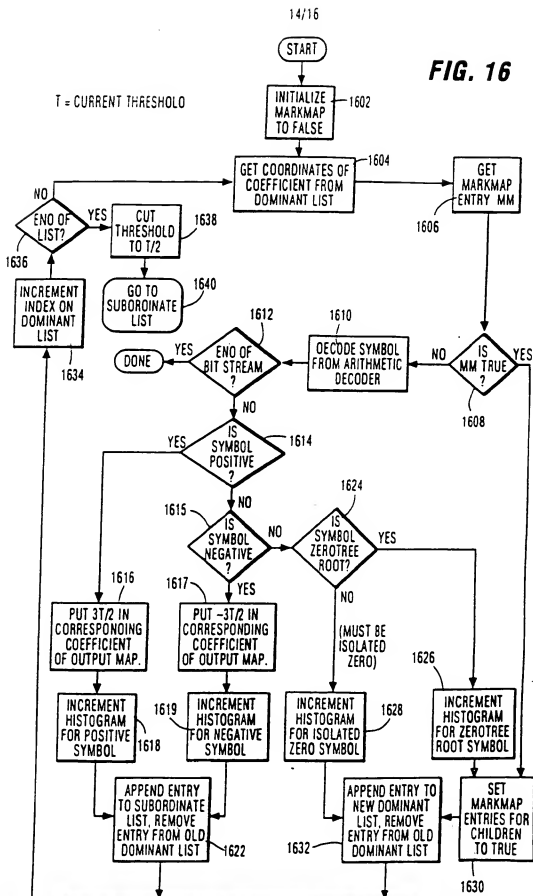 14/16
START
FIG. 16
T = CURRENT THRESHOLD
INITIALIZE
MARKMAP
TO FALSE
1602
GET COORDINATES OF
COEFFICIENT FROM
DOMINANT LIST
1604
GET
MARKMAP
ENTRY MM
1606
NO
END OF
LIST?
1636
YES
CUT
THRESHOLD
TO T/2
1638
GO TO
SUBORDINATE
LIST
1640
INCREMENT
INDEX ON
DOMINANT
LIST
1634
DONE
YES
END OF
BIT STREAM
?
1612
DECODE SYMBOL
FROM ARITHMETIC
DECODER
1610
NO
IS
MM TRUE
?
1608
YES
NO
YES
IS
SYMBOL
POSITIVE
?
1614
NO
1615
IS
SYMBOL
NEGATIVE
?
NO
YES
1624
IS
SYMBOL
ZEROTREE
ROOT?
YES
NO
(MUST BE
ISOLATED
ZERO)
1616
PUT 3T/2 IN
CORRESPONDING
COEFFICIENT
OF OUTPUT MAP.
1617
PUT -3T/2 IN
CORRESPONDING
COEFFICIENT
OF OUTPUT MAP.
INCREMENT
HISTOGRAM
FOR POSITIVE
SYMBOL
1618
1619
INCREMENT
HISTOGRAM
FOR NEGATIVE
SYMBOL
INCREMENT
HISTOGRAM
FOR ISOLATED
ZERO SYMBOL
1628
1626
INCREMENT
HISTOGRAM
FOR ZEROTREE
ROOT SYMBOL
APPEND ENTRY
TO SUBORDINATE
LIST, REMOVE
ENTRY FROM OLD
DOMINANT LIST
1622
APPEND ENTRY TO
NEW DOMINANT
LIST, REMOVE
ENTRY FROM OLD
DOMINANT LIST
1632
SET
MARKMAP
ENTRIES FOR
CHILDREN
TO TRUE
1630